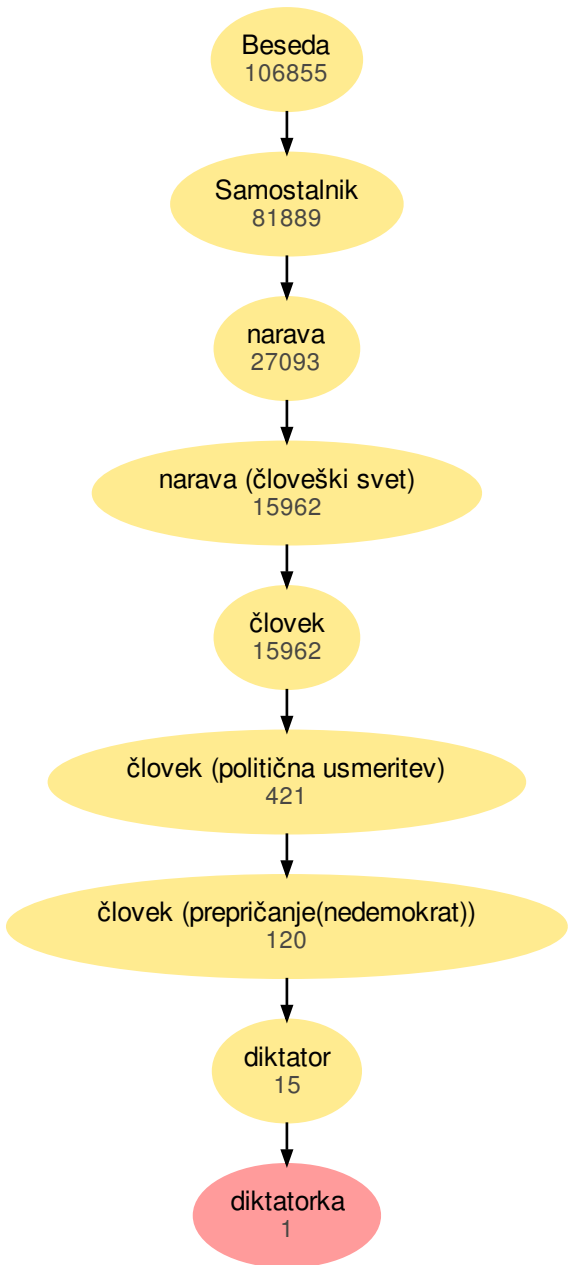 Beseda
106855
Samostalnik
81889
narava
27093
narava (človeški svet)
15962
človek
15962
človek (politična usmeritev)
421
človek (prepričanje(nedemokrat))
120
diktator
15
diktatorka
1